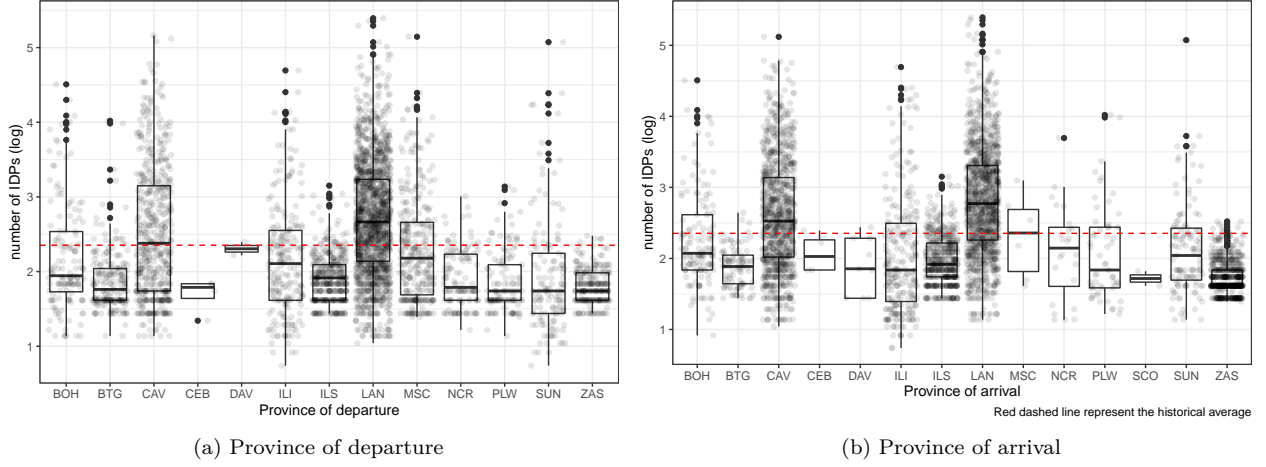 number of IDPs (log)
5
4
3
2
1
BOH BTG CAV CEB DAV ILI ILS LAN MSC NCR PLW SUN ZAS
Province of departure
(a) Province of departure
number of IDPs (log)
5
4
3
2
1
BOH BTG CAV CEB DAV ILI ILS LAN MSC NCR PLW SCO SUN ZAS
Province of arrival
Red dashed line represent the historical average
(b) Province of arrival